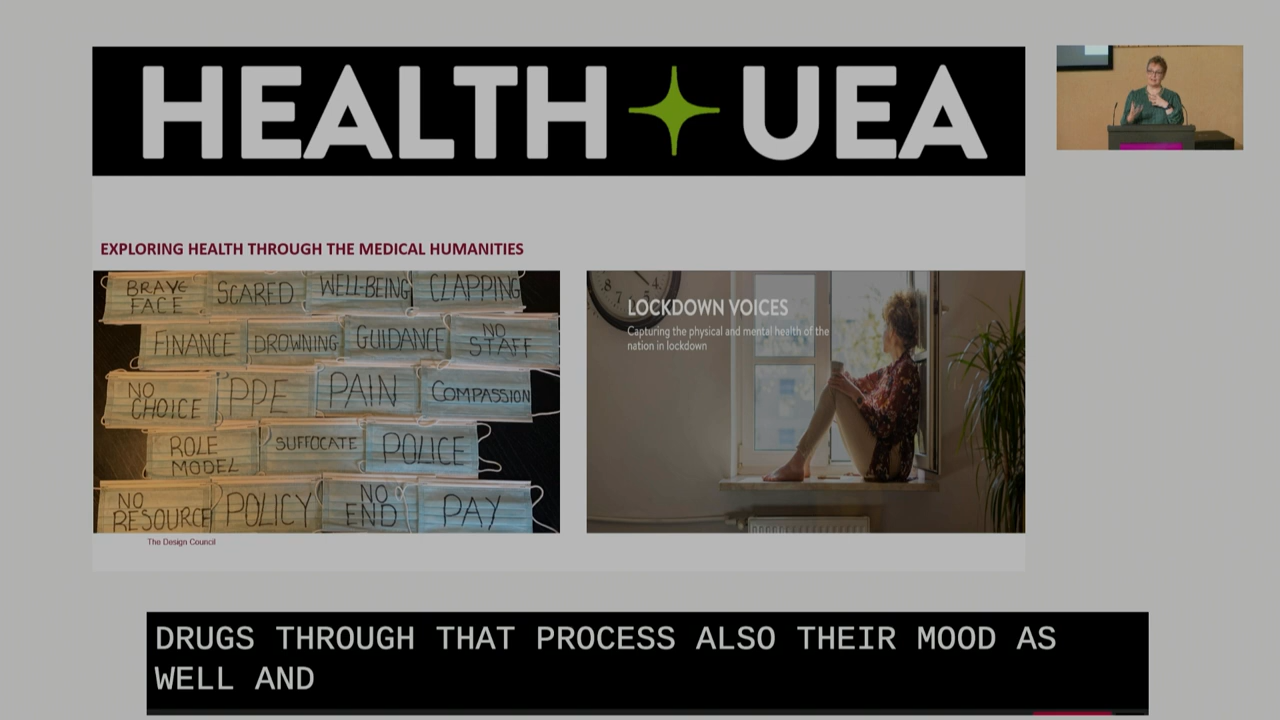 HEALTH UEA
EXPLORING HEALTH THROUGH THE MEDICAL HUMANITIES
BRAVE
FACE
SCARED
WELL-BEING
CLAPPING
FINANCE
DROWNING
GUIDANCE
NO
STAFF
NO
CHOICE
PPE
PAIN
COMPASSION
ROLE
MODEL
SUFFOCATE
POLICE
NO
RESOURCE
POLICY
NO
END
PAY
The Design Council
LOCKDOWN VOICES
Capturing the physical and mental health of the
nation in lockdown
DRUGS THROUGH THAT PROCESS ALSO THEIR MOOD AS
WELL AND